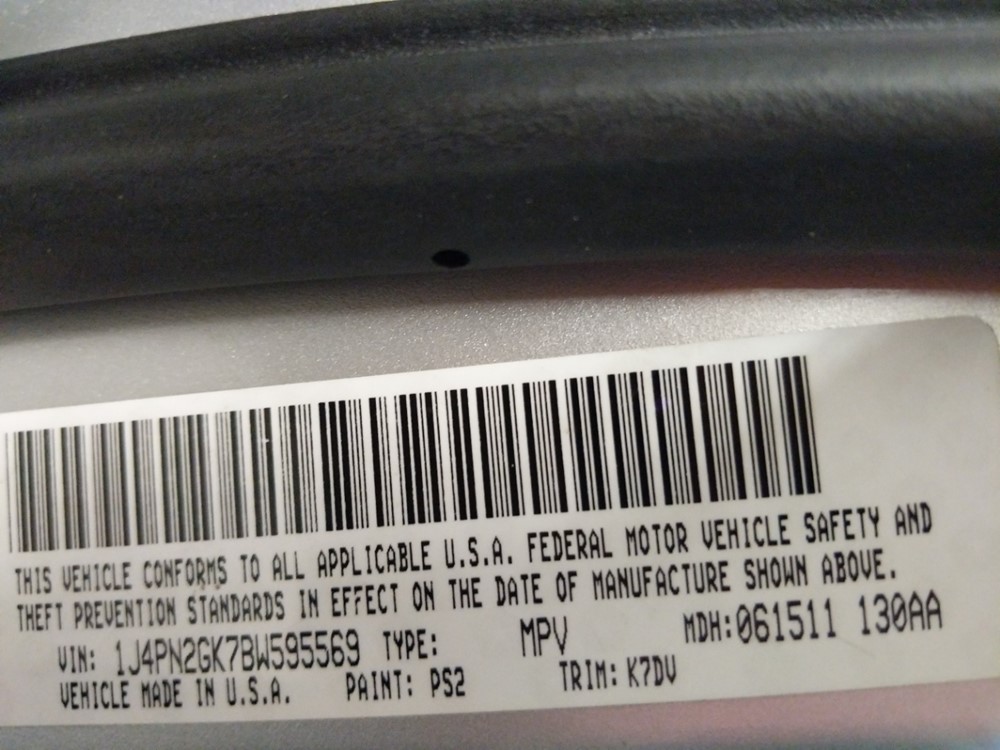 THIS VEHICLE CONFORMS TO ALL APPLICABLE U.S.A. FEDERAL MOTOR VEHICLE SAFETY AND
THEFT PREVENTION STANDARDS IN EFFECT ON THE DATE OF MANUFACTURE SHOWN ABOVE.
VIN: 1J4PN2GK7BW595569 TYPE: MPV MDH:061511 130AA
VEHICLE MADE IN U.S.A. PAINT: PS2 TRIM: K7DV